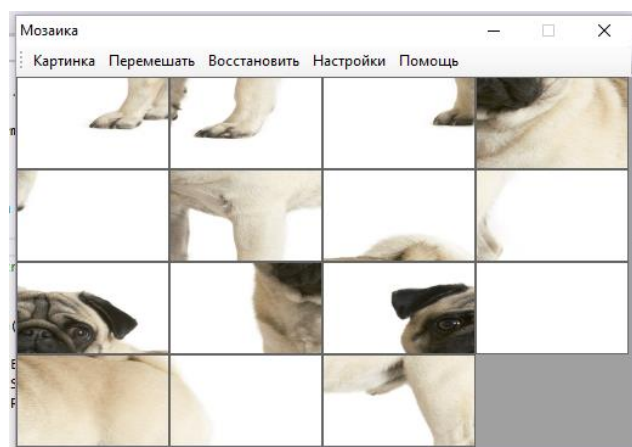 Мозаика
Картинка Перемешать Восстановить Настройки Помощь